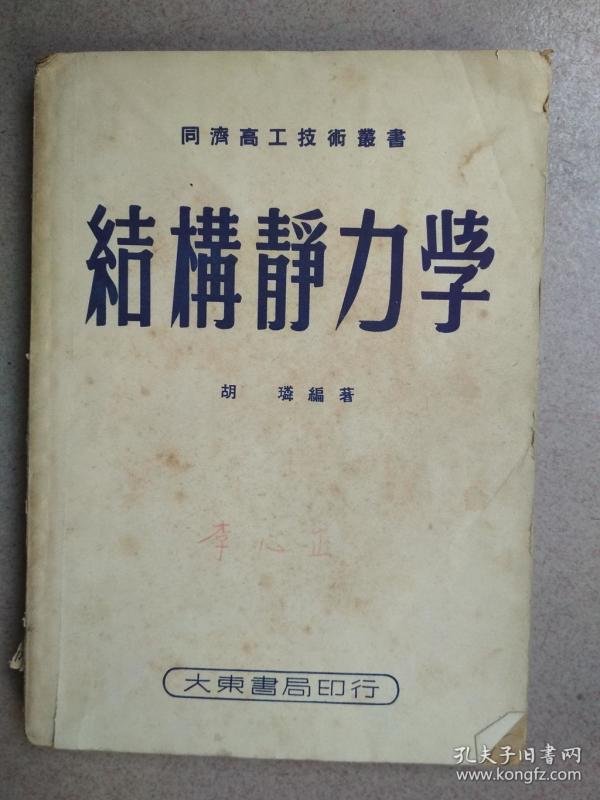 同濟高工技術叢書
結構靜力学
胡 璘編著
李心正
大東書局印行
孔夫子旧书网
www.kongfz.com